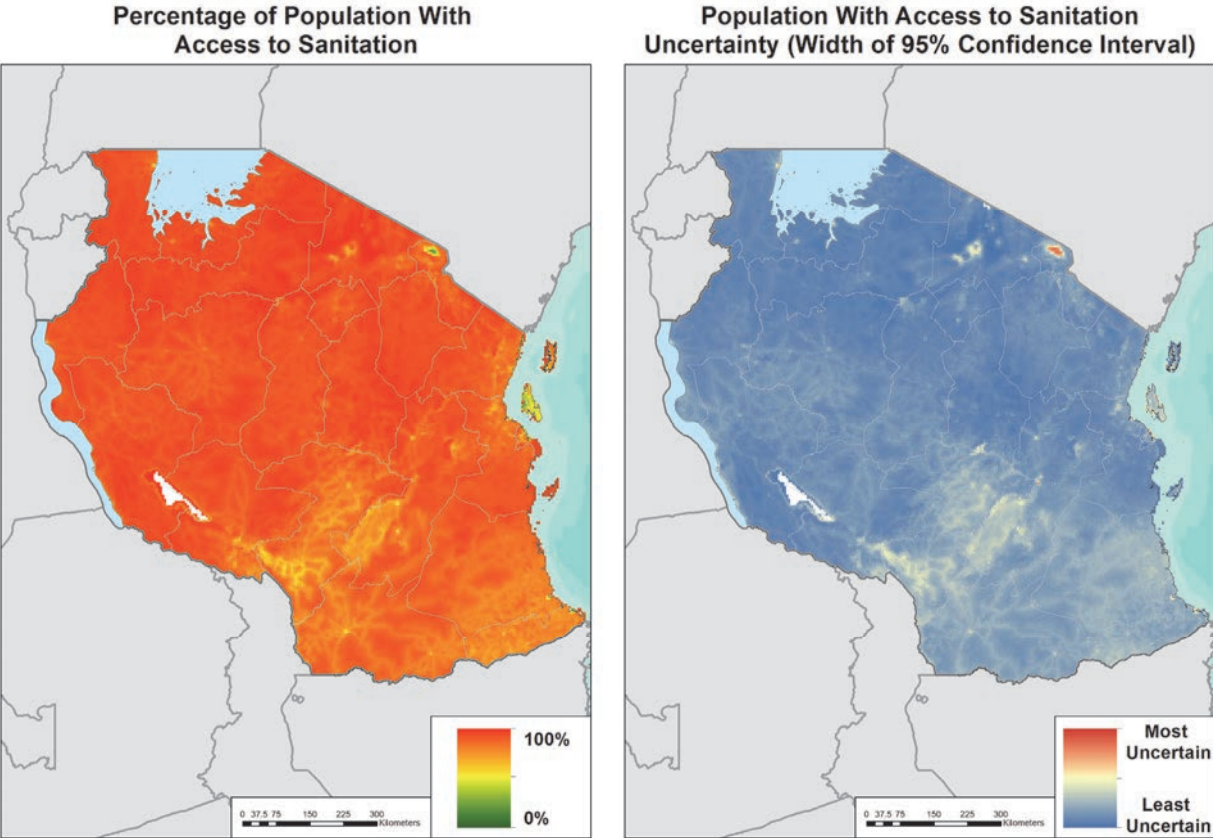 Percentage of Population With
Access to Sanitation
100%
0%
0 37.5 75 150 225 300
Kilometers
Population With Access to Sanitation
Uncertainty (Width of 95% Confidence Interval)
Most
Uncertain
Least
Uncertain
0 37.5 75 150 225 300
Kilometers